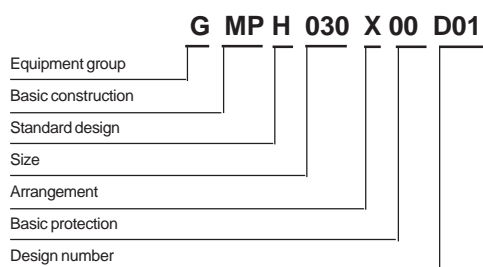 G MP H 030 X 00 D01
Equipment group
Basic construction
Standard design
Size
Arrangement
Basic protection
Design number